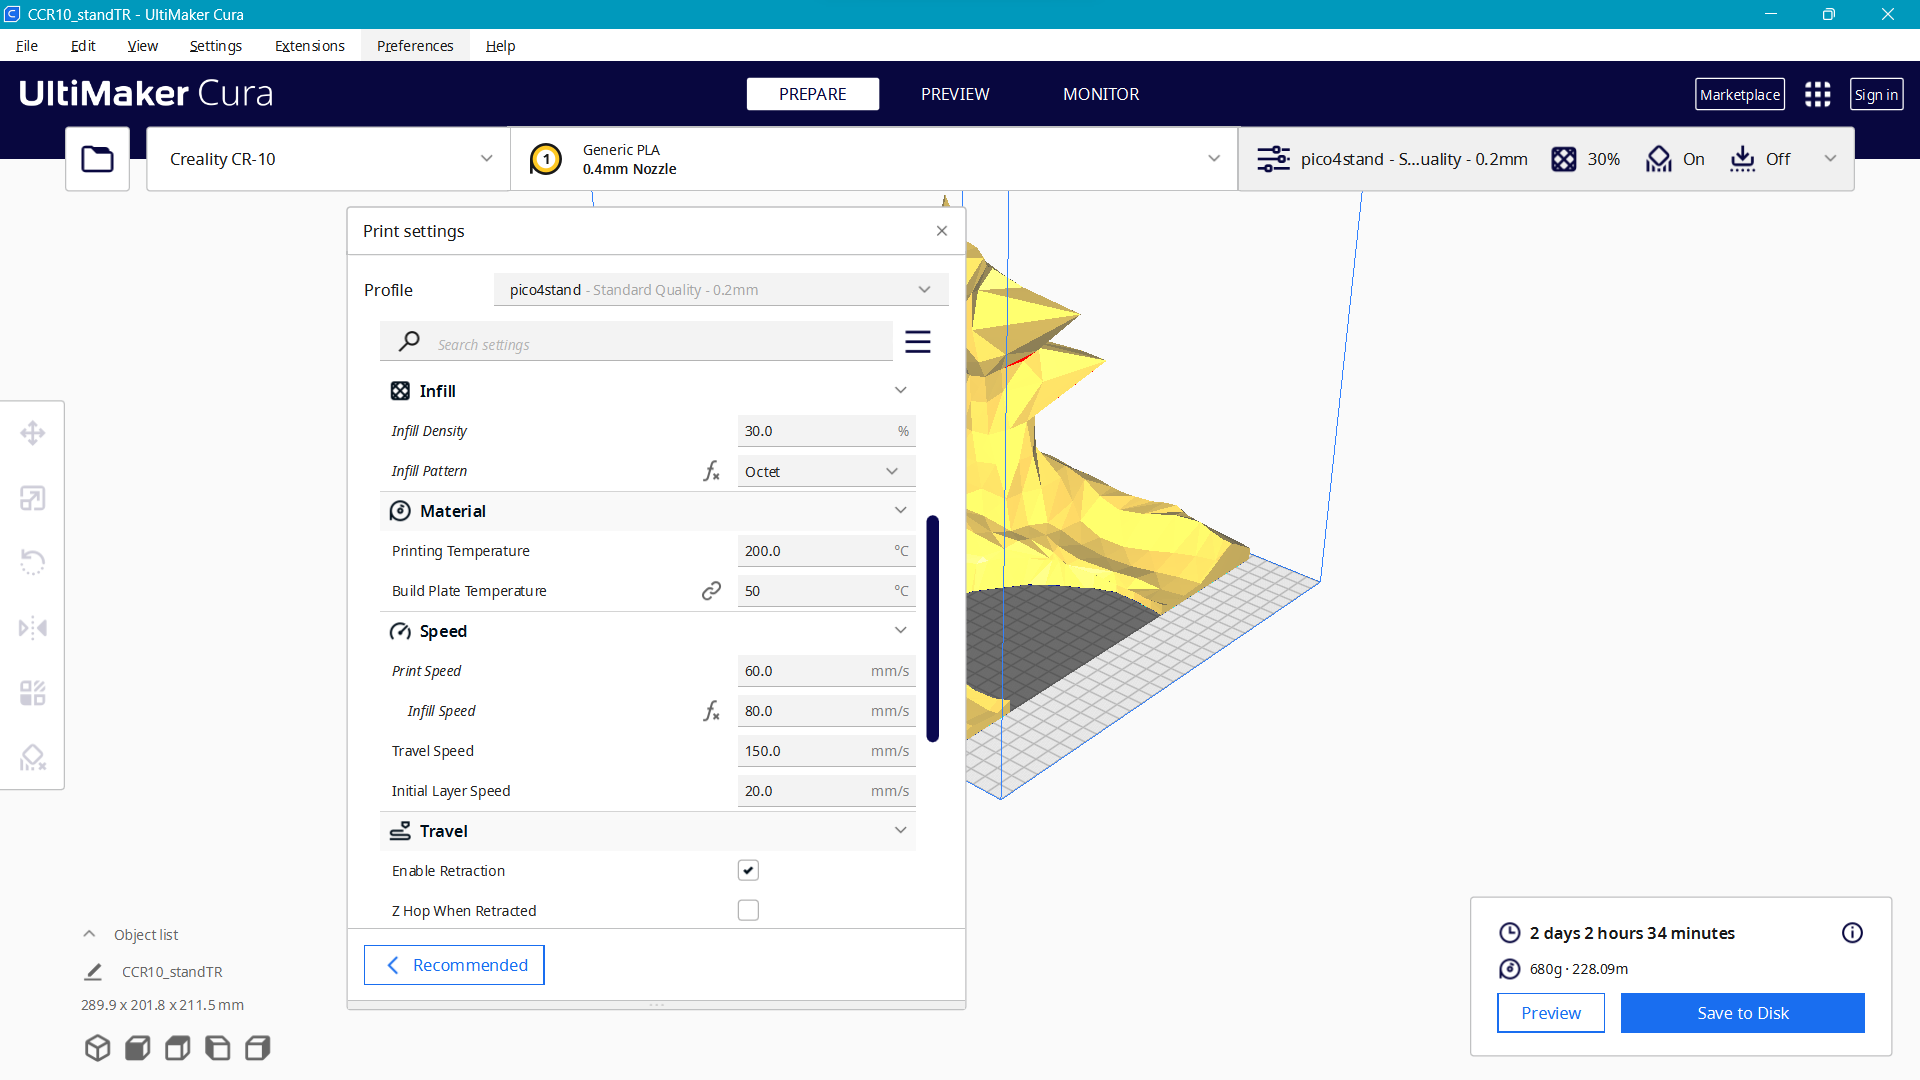 CCR10_standTR - UltiMaker Cura
File Edit View Settings Extensions Preferences Help
UltiMaker Cura
PREPARE PREVIEW MONITOR
Marketplace Sign in
Creality CR-10
1
Generic PLA
0.4mm Nozzle
pico4stand - S...uality - 0.2mm 30% On Off
Print settings
Profile pico4stand - Standard Quality - 0.2mm
Search settings
Infill
Infill Density 30.0 %
Infill Pattern fx Octet
Material
Printing Temperature 200.0 °C
Build Plate Temperature 50 °C
Speed
Print Speed 60.0 mm/s
Infill Speed fx 80.0 mm/s
Travel Speed 150.0 mm/s
Initial Layer Speed 20.0 mm/s
Travel
Enable Retraction
Z Hop When Retracted
Recommended
Object list
CCR10_standTR
289.9 x 201.8 x 211.5 mm
2 days 2 hours 34 minutes
680g · 228.09m
Preview Save to Disk